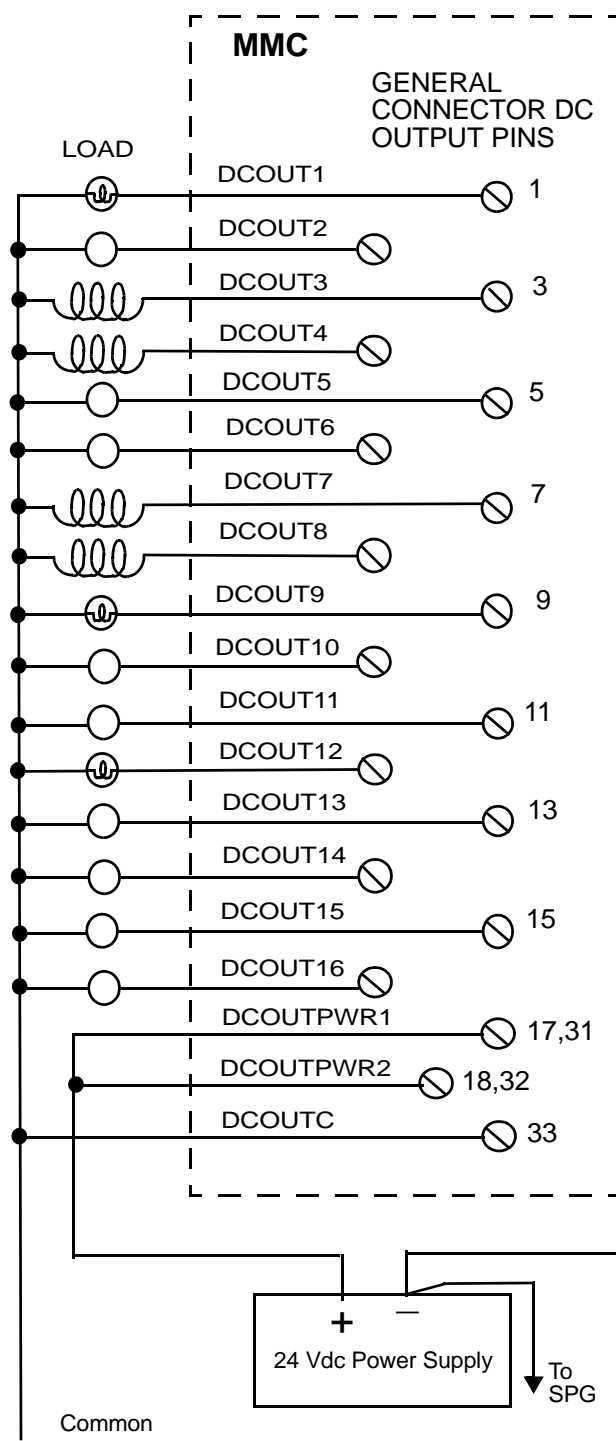 MMC
GENERAL
CONNECTOR DC
OUTPUT PINS
LOAD
DCOUT1 1
DCOUT2
DCOUT3 3
DCOUT4
DCOUT5 5
DCOUT6
DCOUT7 7
DCOUT8
DCOUT9 9
DCOUT10
DCOUT11 11
DCOUT12
DCOUT13 13
DCOUT14
DCOUT15 15
DCOUT16
DCOUTPWR1 17,31
DCOUTPWR2 18,32
DCOUTC 33
+ —
24 Vdc Power Supply
To
SPG
Common